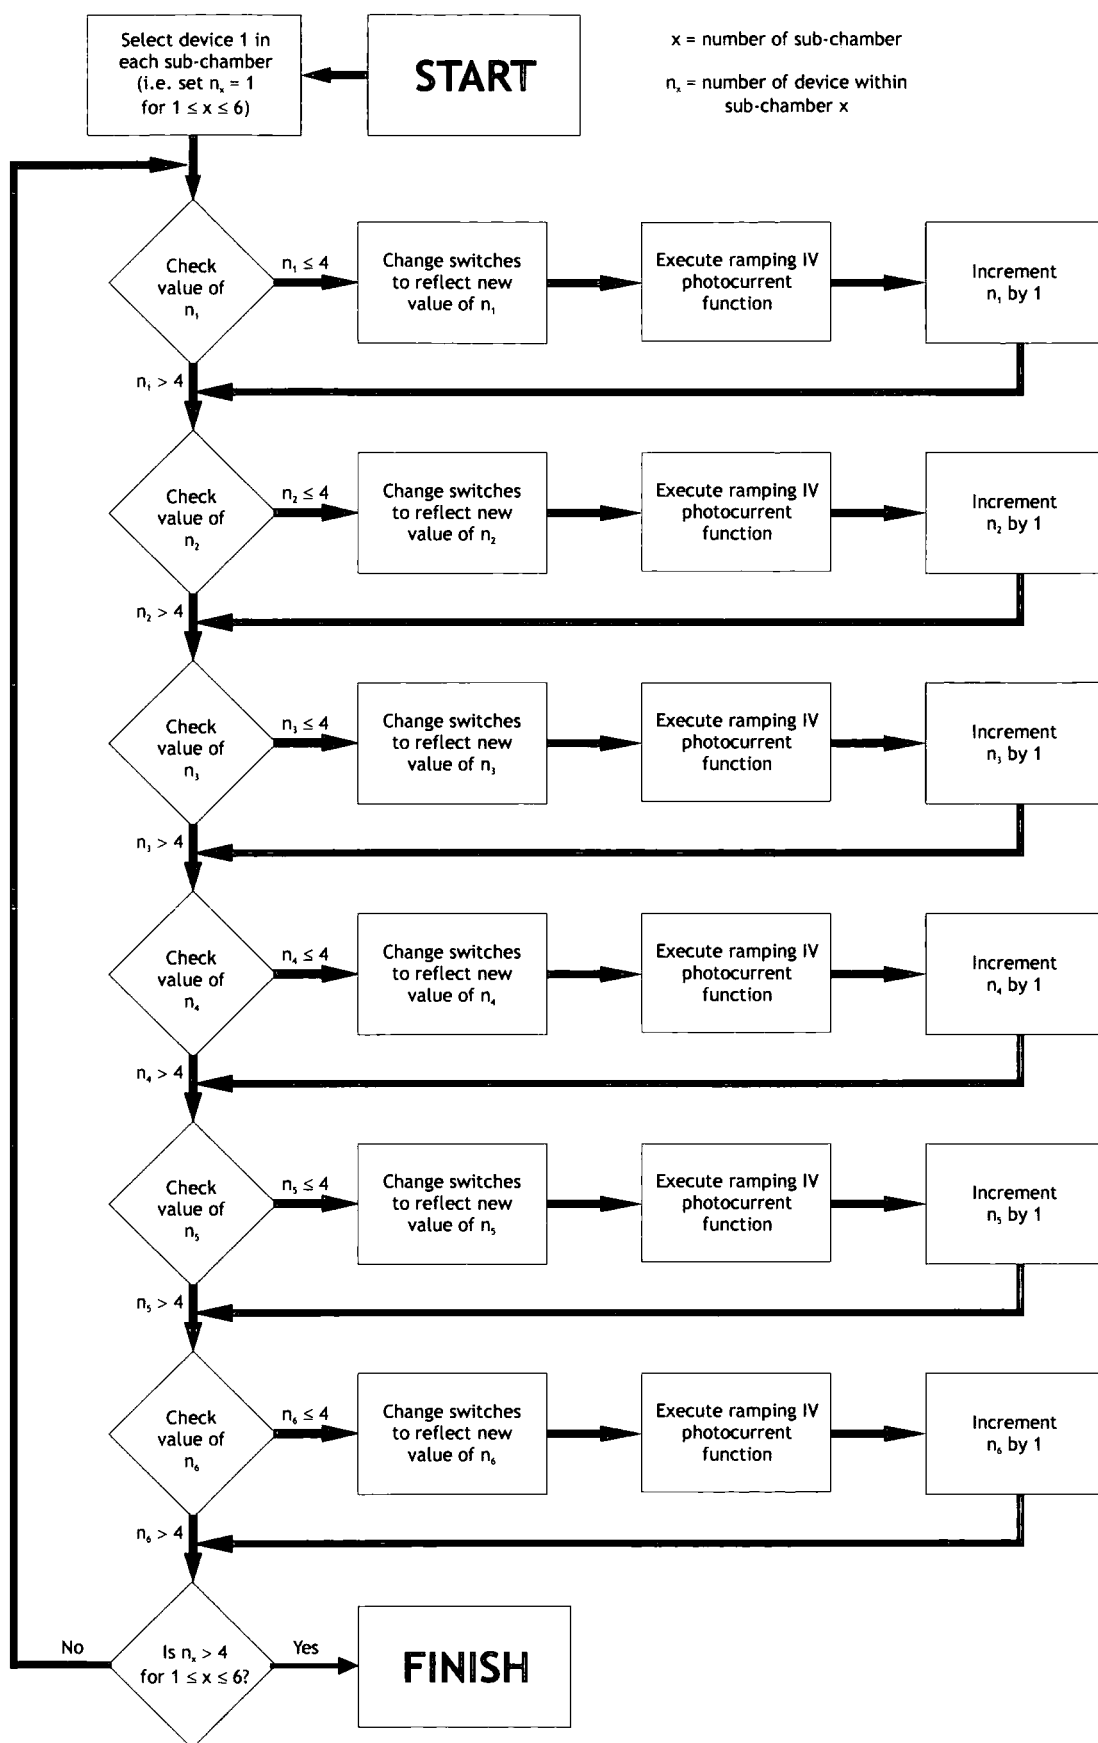 Select device 1 in
each sub-chamber
(i.e. set nₓ = 1
for 1 ≤ x ≤ 6)
START
x = number of sub-chamber
nₓ = number of device within
sub-chamber x
Check
value of
n₁
n₁ ≤ 4
Change switches
to reflect new
value of n₁
Execute ramping IV
photocurrent
function
Increment
n₁ by 1
n₁ > 4
Check
value of
n₂
n₂ ≤ 4
Change switches
to reflect new
value of n₂
Execute ramping IV
photocurrent
function
Increment
n₂ by 1
n₂ > 4
Check
value of
n₃
n₃ ≤ 4
Change switches
to reflect new
value of n₃
Execute ramping IV
photocurrent
function
Increment
n₃ by 1
n₃ > 4
Check
value of
n₄
n₄ ≤ 4
Change switches
to reflect new
value of n₄
Execute ramping IV
photocurrent
function
Increment
n₄ by 1
n₄ > 4
Check
value of
n₅
n₅ ≤ 4
Change switches
to reflect new
value of n₅
Execute ramping IV
photocurrent
function
Increment
n₅ by 1
n₅ > 4
Check
value of
n₆
n₆ ≤ 4
Change switches
to reflect new
value of n₆
Execute ramping IV
photocurrent
function
Increment
n₆ by 1
n₆ > 4
No
Is nₓ > 4
for 1 ≤ x ≤ 6?
Yes
FINISH